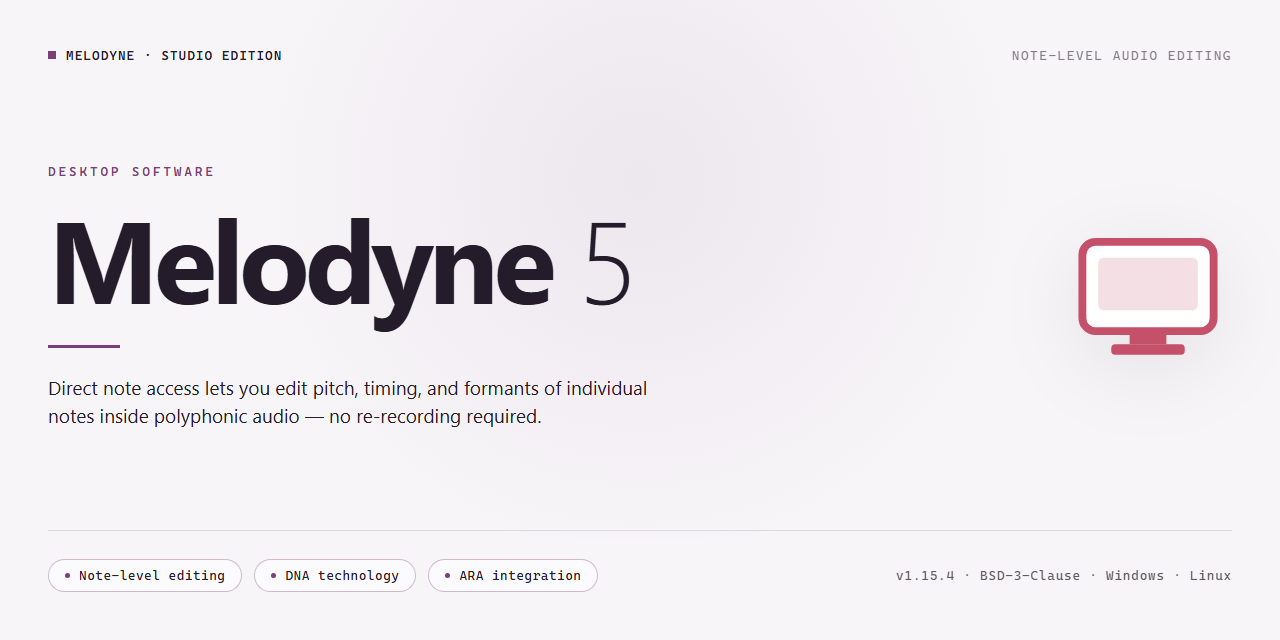 MELODYNE · STUDIO EDITION
NOTE-LEVEL AUDIO EDITING
DESKTOP SOFTWARE
Melodyne 5
Direct note access lets you edit pitch, timing, and formants of individual
notes inside polyphonic audio — no re-recording required.
Note-level editing
DNA technology
ARA integration
v1.15.4 · BSD-3-Clause · Windows · Linux